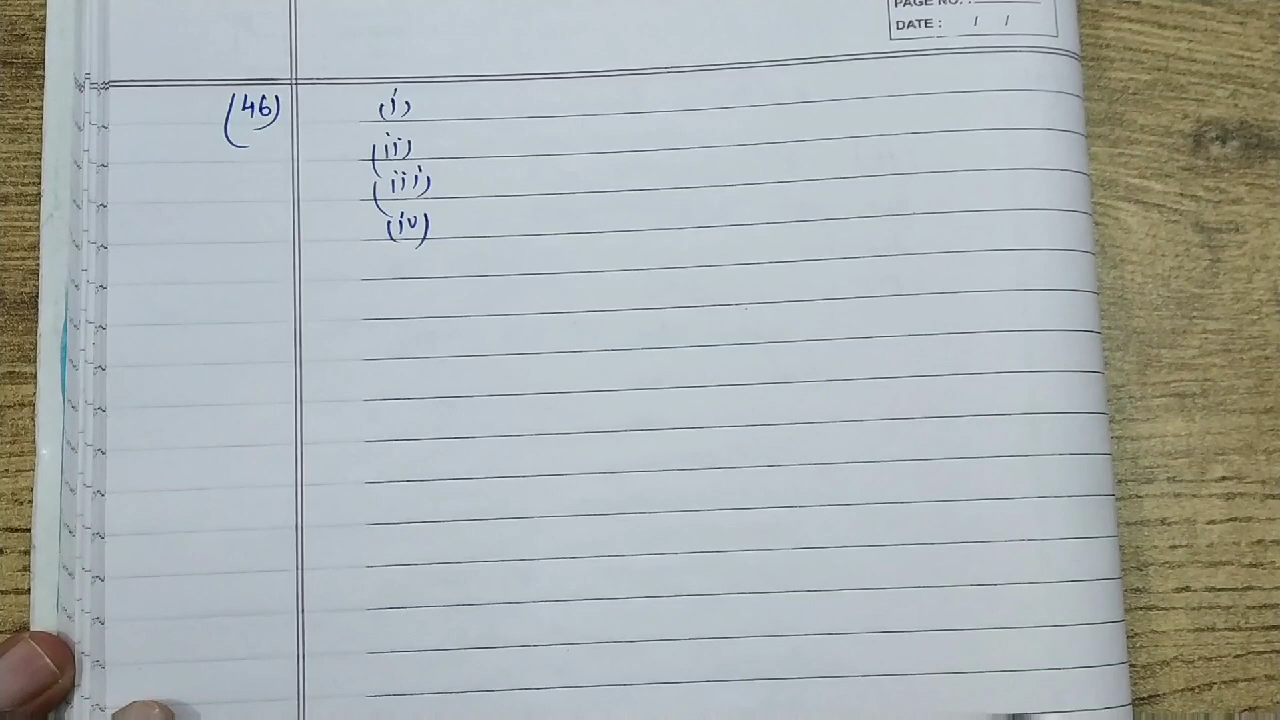 PAGE NO. :
DATE : / /
(46) (i)
(ii)
(iii)
(iv)